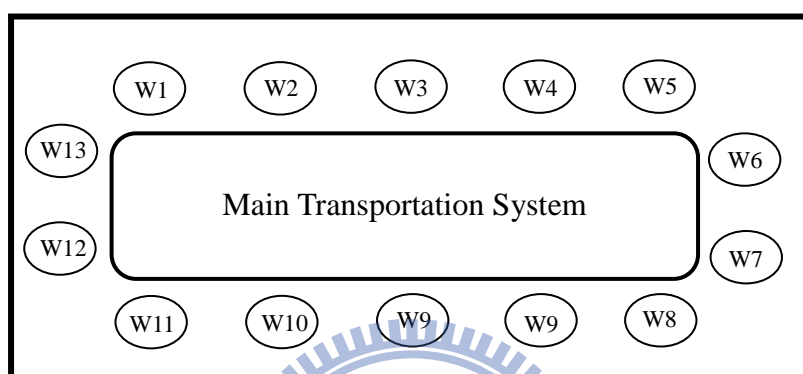 W1 W2 W3 W4 W5
W13 W6
Main Transportation System
W12 W7
W11 W10 W9 W9 W8